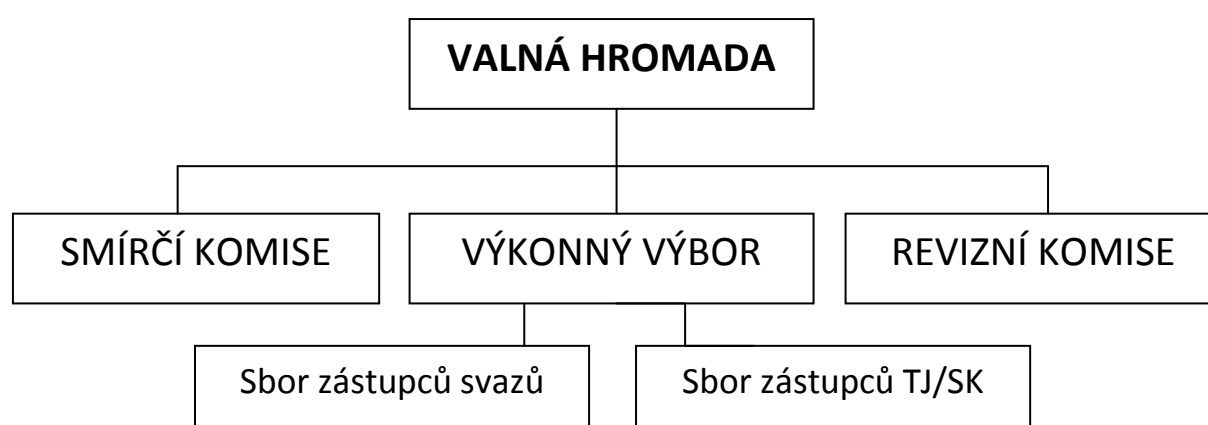 VALNÁ HROMADA
SMÍRČÍ KOMISE
VÝKONNÝ VÝBOR
REVIZNÍ KOMISE
Sbor zástupců svazů
Sbor zástupců TJ/SK